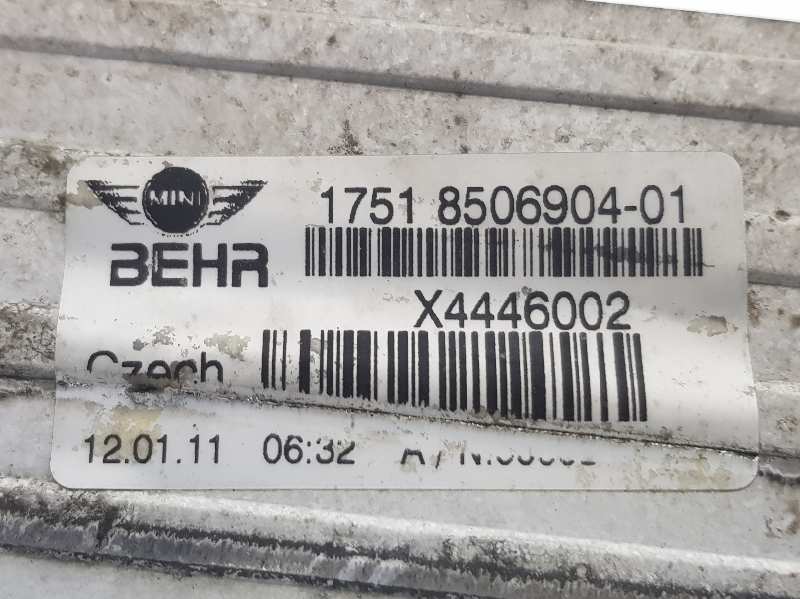 MINI
1751 8506904-01
BEHR
X4446002
Czech
12.01.11 06:32 A